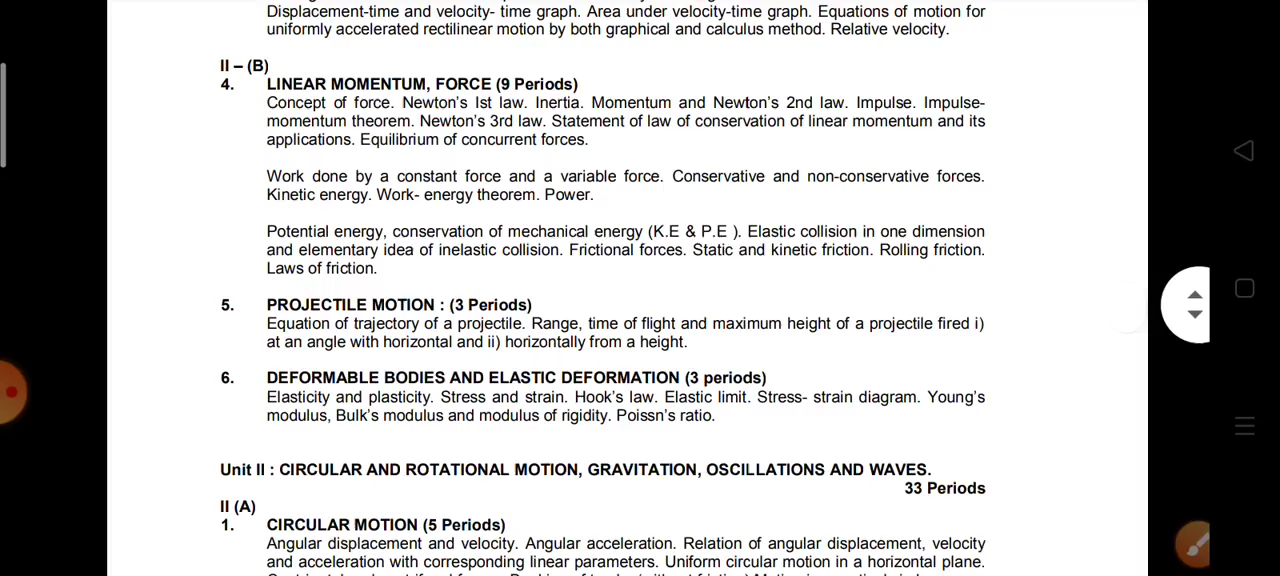 Displacement-time and velocity- time graph. Area under velocity-time graph. Equations of motion for
uniformly accelerated rectilinear motion by both graphical and calculus method. Relative velocity.
II – (B)
4. LINEAR MOMENTUM, FORCE (9 Periods)
Concept of force. Newton's Ist law. Inertia. Momentum and Newton's 2nd law. Impulse. Impulse-
momentum theorem. Newton's 3rd law. Statement of law of conservation of linear momentum and its
applications. Equilibrium of concurrent forces.
Work done by a constant force and a variable force. Conservative and non-conservative forces.
Kinetic energy. Work- energy theorem. Power.
Potential energy, conservation of mechanical energy (K.E & P.E ). Elastic collision in one dimension
and elementary idea of inelastic collision. Frictional forces. Static and kinetic friction. Rolling friction.
Laws of friction.
5. PROJECTILE MOTION : (3 Periods)
Equation of trajectory of a projectile. Range, time of flight and maximum height of a projectile fired i)
at an angle with horizontal and ii) horizontally from a height.
6. DEFORMABLE BODIES AND ELASTIC DEFORMATION (3 periods)
Elasticity and plasticity. Stress and strain. Hook's law. Elastic limit. Stress- strain diagram. Young's
modulus, Bulk's modulus and modulus of rigidity. Poissn's ratio.
Unit II : CIRCULAR AND ROTATIONAL MOTION, GRAVITATION, OSCILLATIONS AND WAVES.
33 Periods
II (A)
1. CIRCULAR MOTION (5 Periods)
Angular displacement and velocity. Angular acceleration. Relation of angular displacement, velocity
and acceleration with corresponding linear parameters. Uniform circular motion in a horizontal plane.